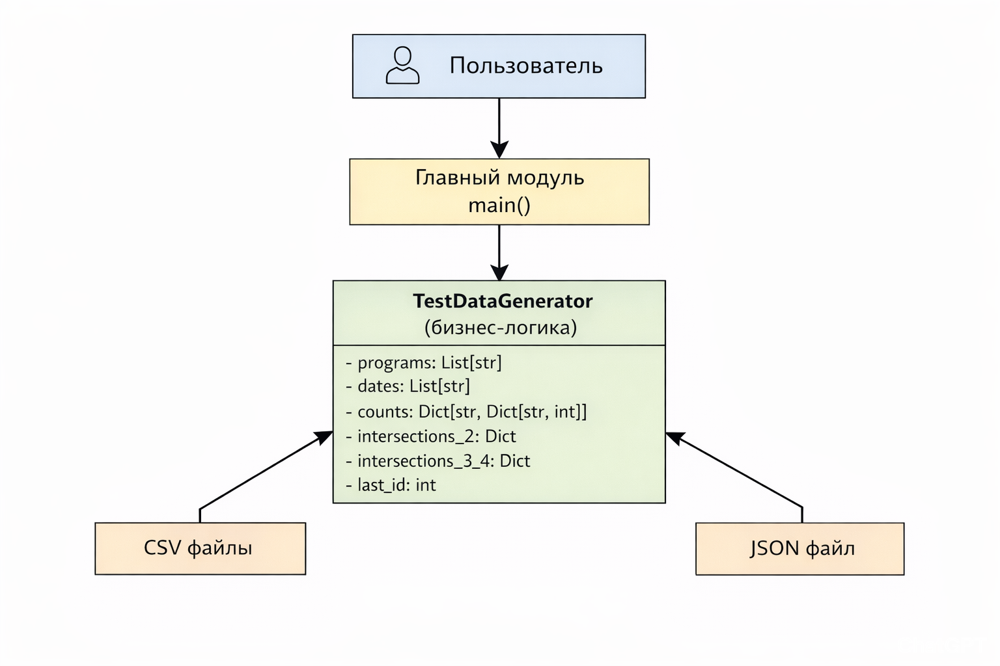 Пользователь
Главный модуль
main()
TestDataGenerator
(бизнес-логика)
- programs: List[str]
- dates: List[str]
- counts: Dict[str, Dict[str, int]]
- intersections_2: Dict
- intersections_3_4: Dict
- last_id: int
CSV файлы
JSON файл